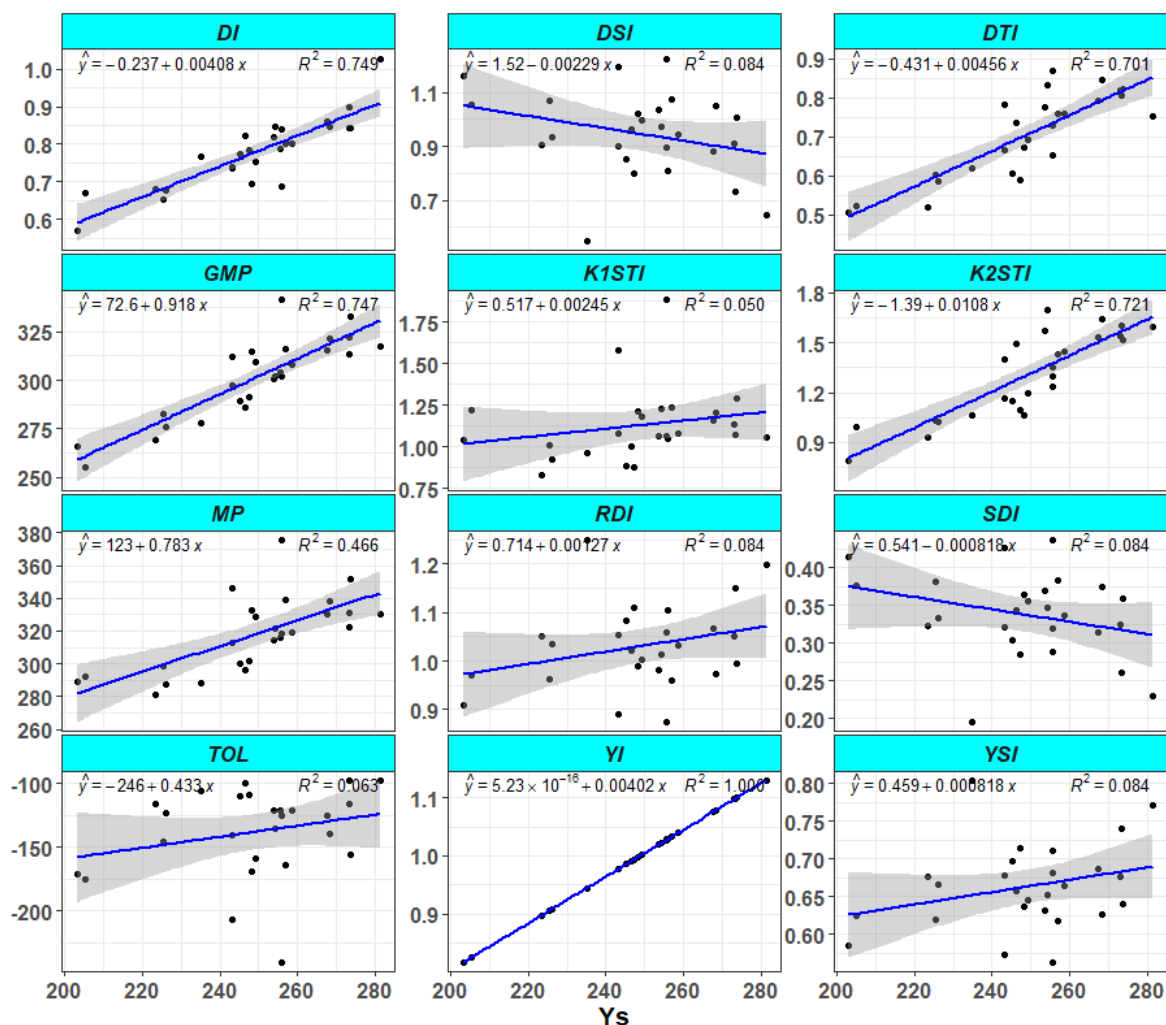 DI DSI DTI
ŷ = −0.237 + 0.00408 x R² = 0.749 ŷ = 1.52 − 0.00229 x R² = 0.084 ŷ = −0.431 + 0.00456 x R² = 0.701
1.0 1.1 0.9
0.9 0.9 0.8
0.8 0.7 0.7
0.7 0.6
0.6 0.5
GMP K1STI K2STI
ŷ = 72.6 + 0.918 x R² = 0.747 ŷ = 0.517 + 0.00245 x R² = 0.050 ŷ = −1.39 + 0.0108 x R² = 0.721
325 1.75 1.8
300 1.50 1.5
275 1.25 1.2
250 1.00 0.9
0.75
MP RDI SDI
ŷ = 123 + 0.783 x R² = 0.466 ŷ = 0.714 + 0.00127 x R² = 0.084 ŷ = 0.541 − 0.000818 x R² = 0.084
380 1.2 0.40
360 1.1 0.35
340 1.0 0.30
320 0.9 0.25
300 0.20
280
260
TOL YI YSI
ŷ = −246 + 0.433 x R² = 0.063 ŷ = 5.23 × 10⁻¹⁶ + 0.00402 x R² = 1.000 ŷ = 0.459 + 0.000818 x R² = 0.084
-100 1.1 0.80
-150 1.0 0.75
-200 0.9 0.70
0.65
0.60
200 220 240 260 280 200 220 240 260 280 200 220 240 260 280
Ys